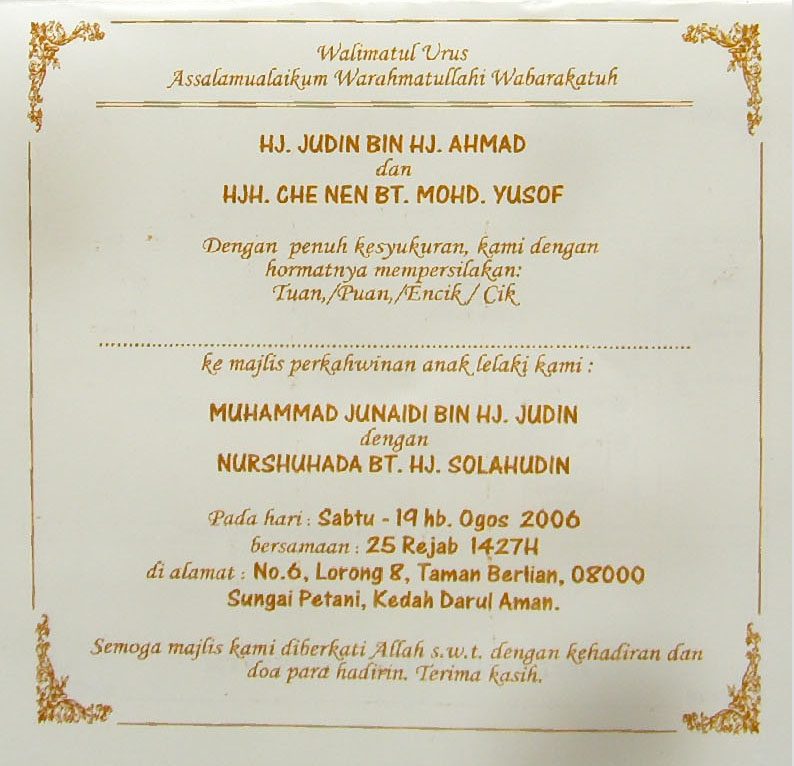 Walimatul Urus
Assalamualaikum Warahmatullahi Wabarakatuh
HJ. JUDIN BIN HJ. AHMAD
dan
HJH. CHE NEN BT. MOHD. YUSOF
Dengan penuh kesyukuran, kami dengan
hormatnya mempersilakan:
Tuan,/Puan,/Encik/ Cik
ke majlis perkahwinan anak lelaki kami :
MUHAMMAD JUNAIDI BIN HJ. JUDIN
dengan
NURSHUHADA BT. HJ. SOLAHUDIN
Pada hari : Sabtu - 19 hb. Ogos 2006
bersamaan : 25 Rejab 1427H
di alamat : No.6, Lorong 8, Taman Berlian, 08000
Sungai Petani, Kedah Darul Aman.
Semoga majlis kami diberkati Allah s.w.t. dengan kehadiran dan
doa para hadirin. Terima kasih.